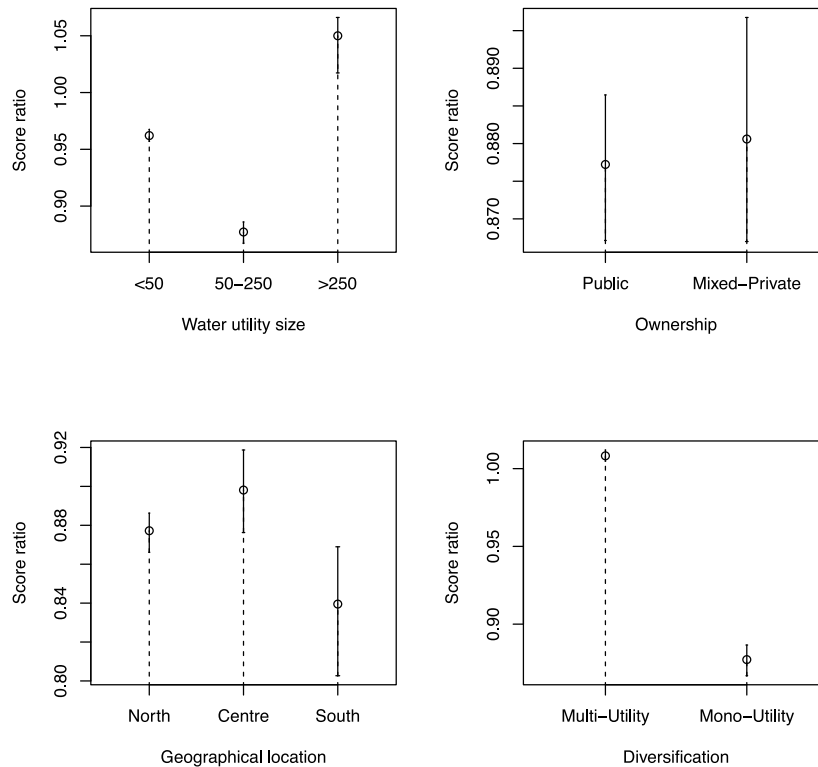 Score ratio
1.05
1.00
0.95
0.90
<50 50−250 >250
Water utility size
Score ratio
0.890
0.880
0.870
Public Mixed−Private
Ownership
Score ratio
0.92
0.88
0.84
0.80
North Centre South
Geographical location
Score ratio
1.00
0.95
0.90
Multi−Utility Mono−Utility
Diversification